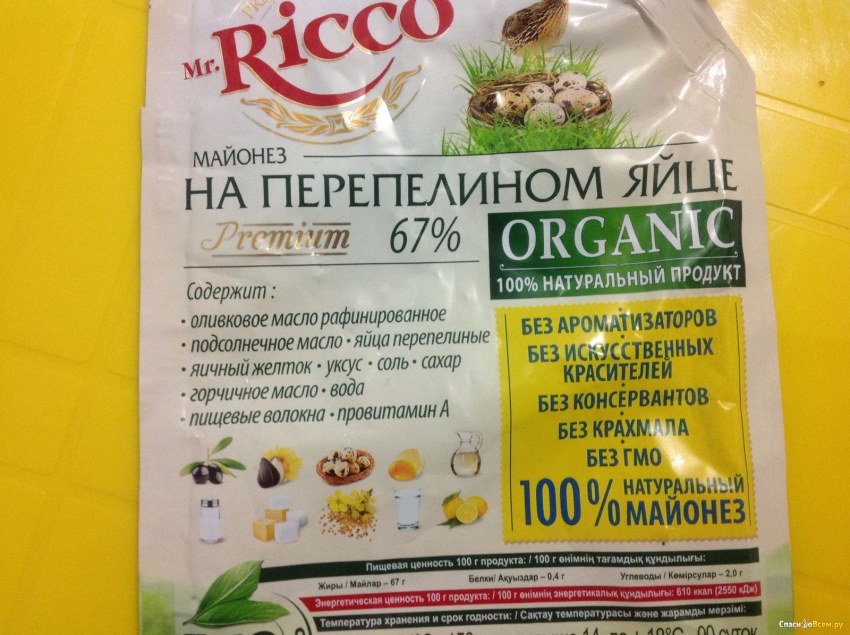 Mr. Ricco
МАЙОНЕЗ
НА ПЕРЕПЕЛИНОМ ЯЙЦЕ
Premium 67%
ORGANIC
100% НАТУРАЛЬНЫЙ ПРОДУКТ
Содержит :
• оливковое масло рафинированное
• подсолнечное масло • яйца перепелиные
• яичный желток • уксус • соль • сахар
• горчичное масло • вода
• пищевые волокна • провитамин А
БЕЗ АРОМАТИЗАТОРОВ
БЕЗ ИСКУССТВЕННЫХ
КРАСИТЕЛЕЙ
БЕЗ КОНСЕРВАНТОВ
БЕЗ КРАХМАЛА
БЕЗ ГМО
100% НАТУРАЛЬНЫЙ
МАЙОНЕЗ
Пищевая ценность 100 г продукта: / 100 г өнімнің тағамдық құндылығы:
Жиры / Майлар – 67 г Белки/ Ақуыздар – 0,4 г Углеводы / Көмірсулар – 2,0 г
Энергетическая ценность 100 г продукта: / 100 г өнімнің энергетикалық құндылығы: 610 ккал (2550 кДж)
Температура хранения и срок годности: / Сақтау температурасы және жарамды мерзімі:
СпасибоВсем.ру